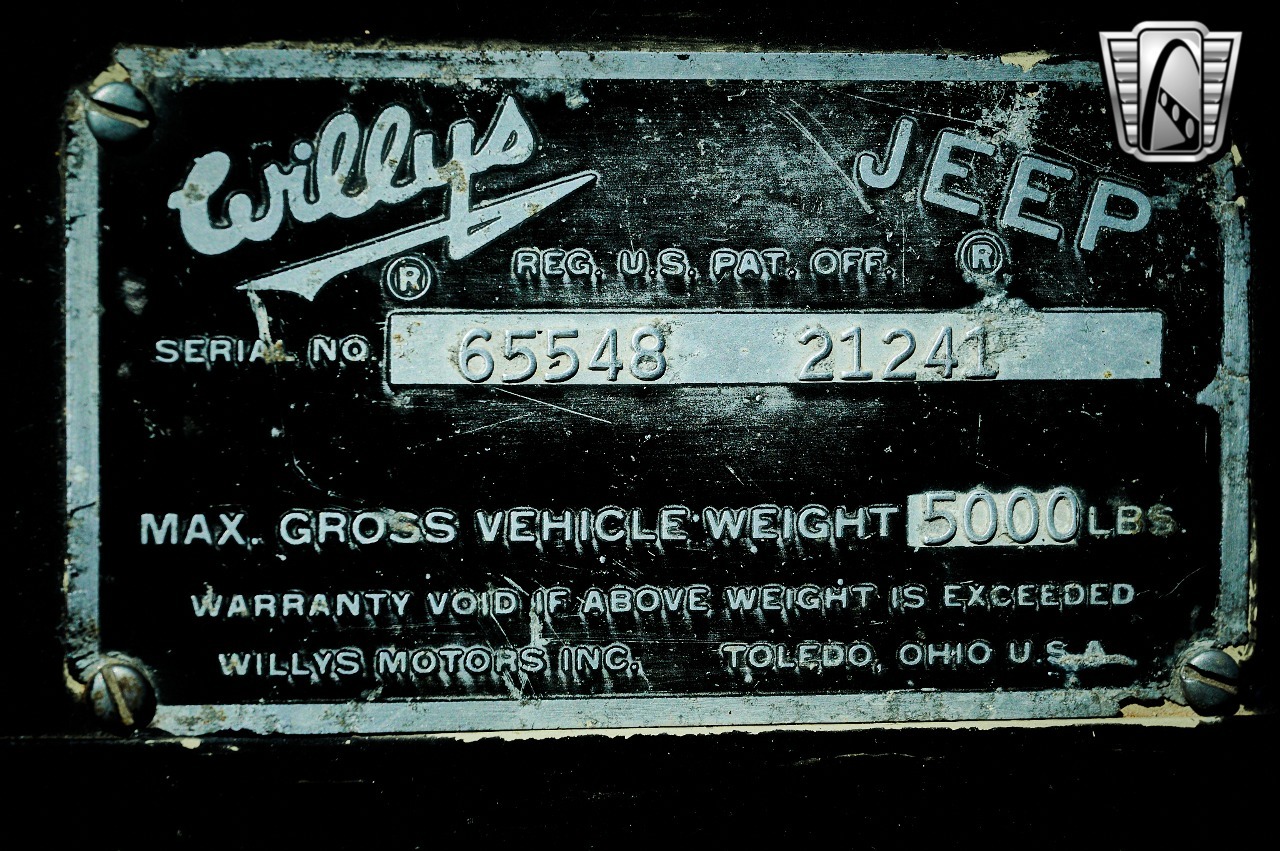 Willys JEEP
® REG. U.S. PAT. OFF. ®
SERIAL NO. 65548 21241
MAX. GROSS VEHICLE WEIGHT 5000 LBS.
WARRANTY VOID IF ABOVE WEIGHT IS EXCEEDED
WILLYS MOTORS INC. TOLEDO, OHIO U.S.A.